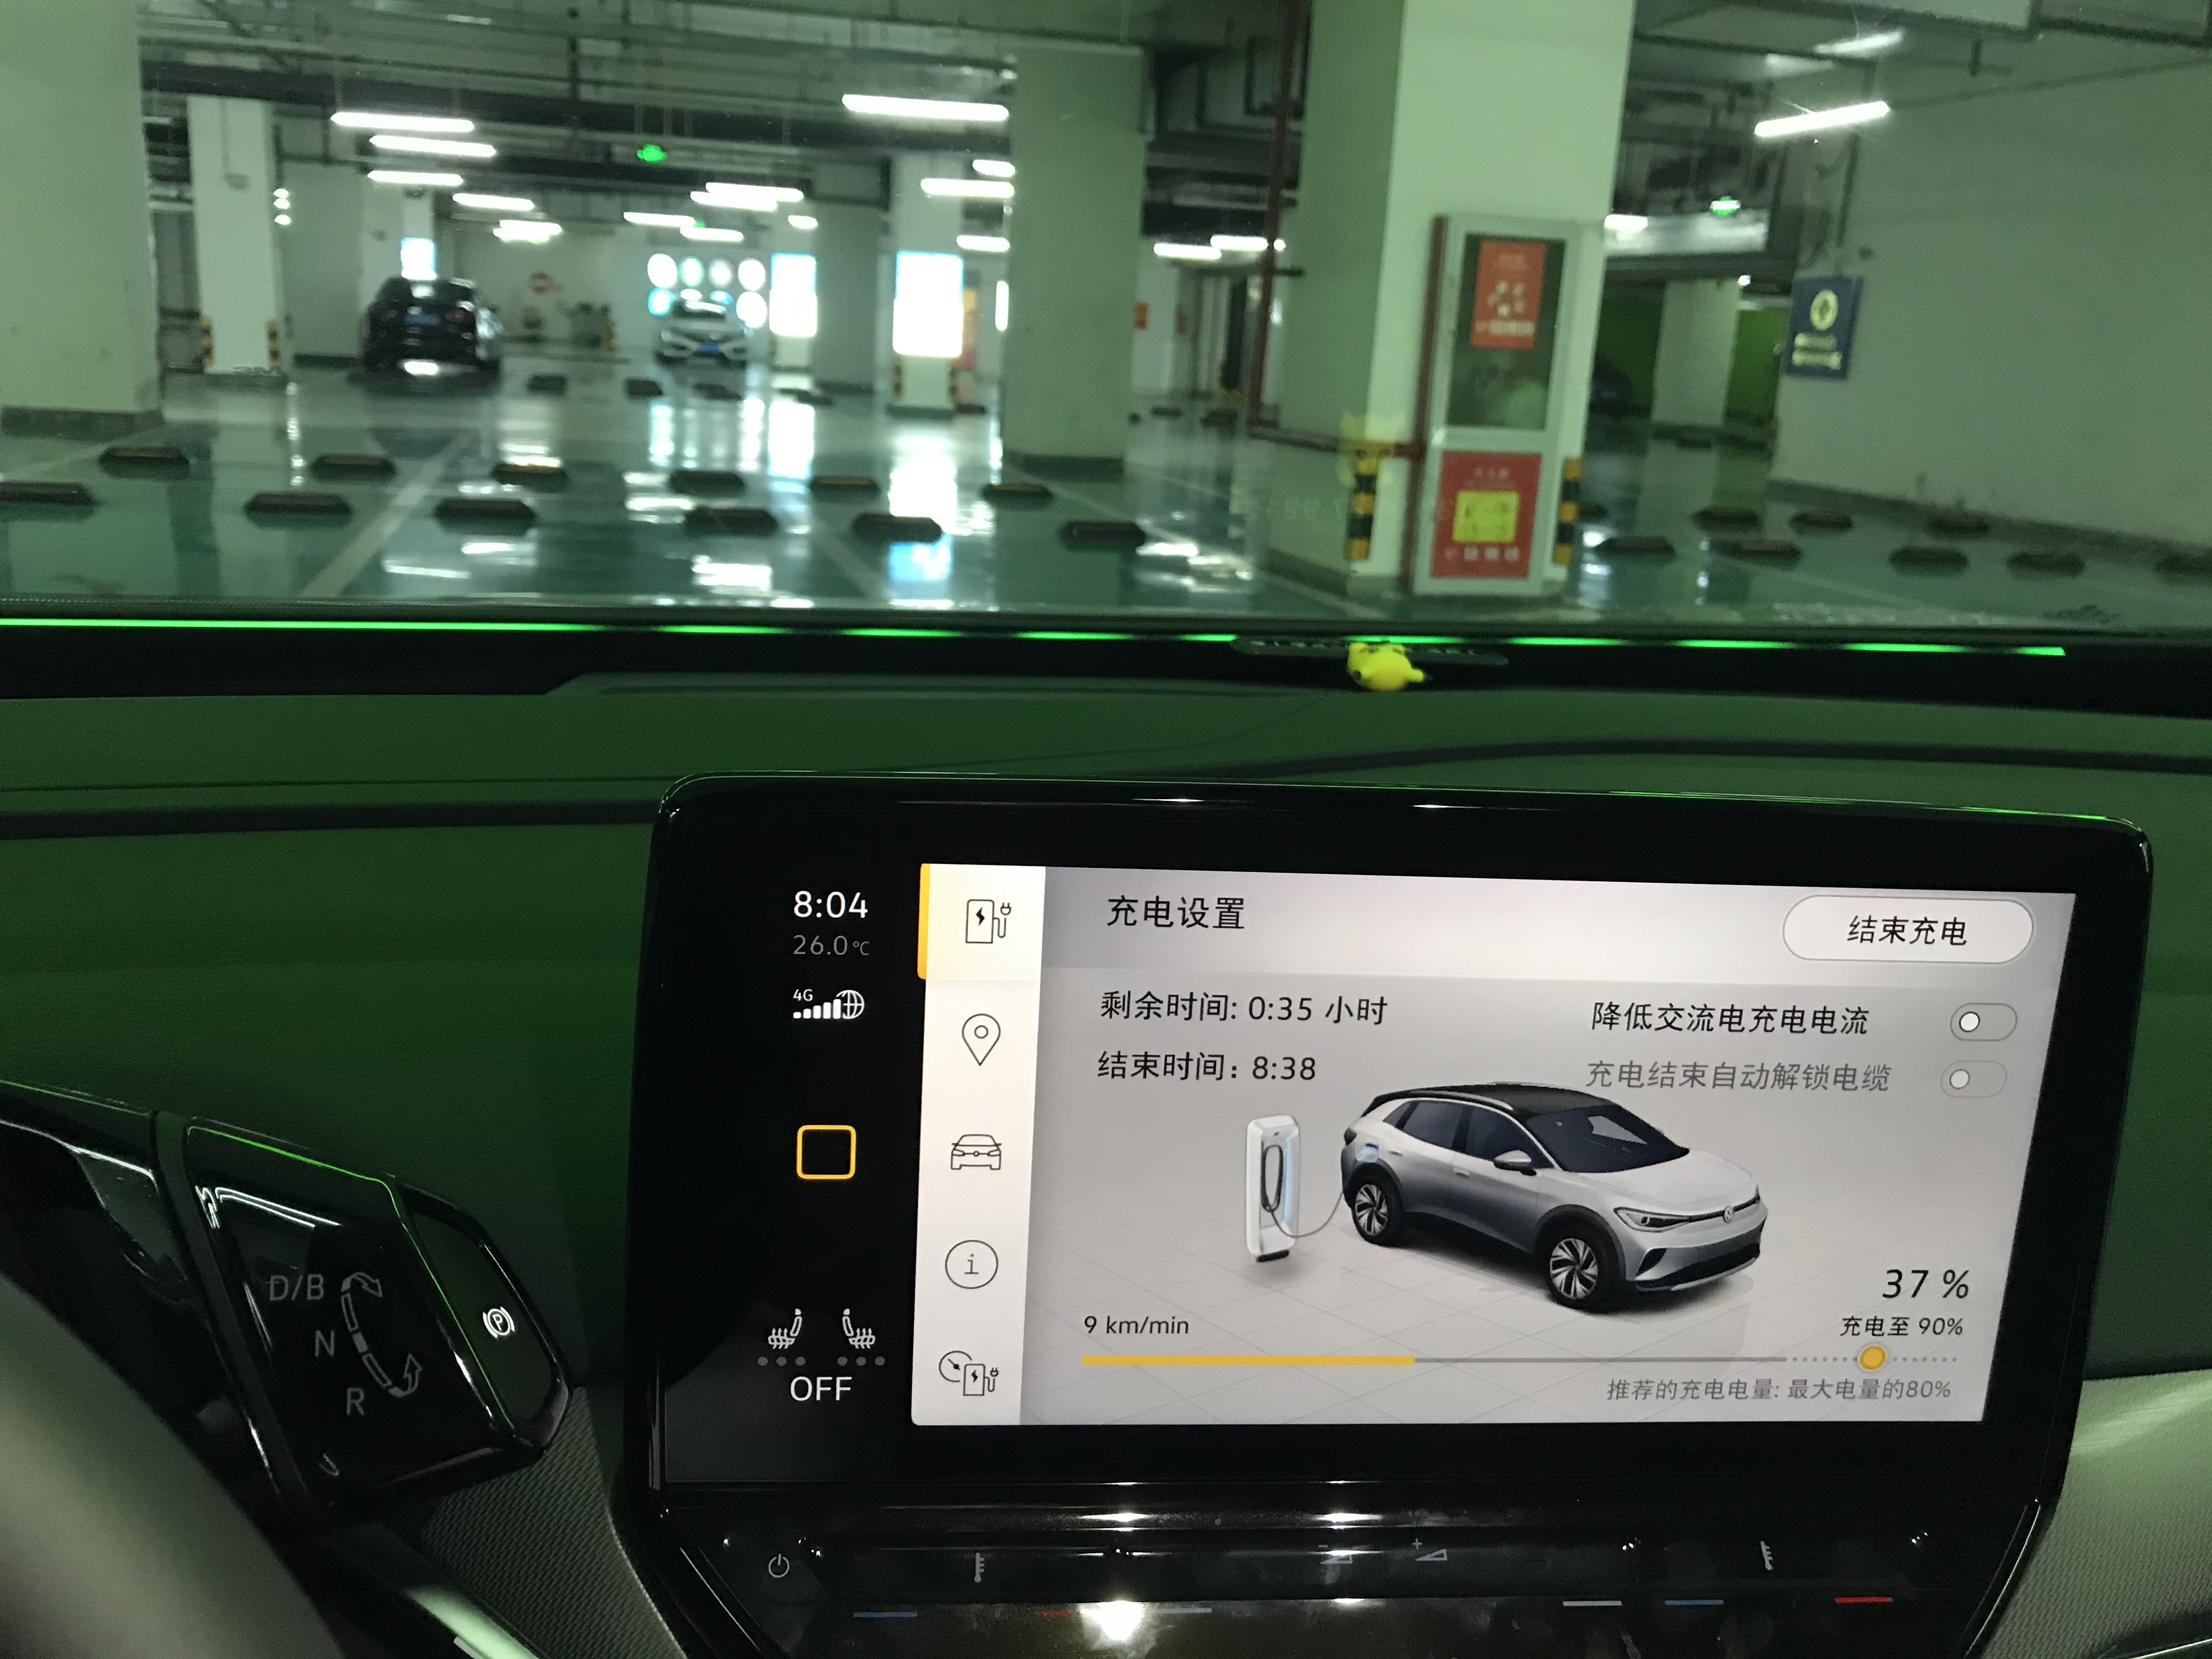 8:04
26.0°C
4G
OFF
充电设置
结束充电
剩余时间: 0:35 小时
降低交流电充电电流
结束时间: 8:38
充电结束自动解锁电缆
37 %
9 km/min
充电至 90%
推荐的充电电量: 最大电量的80%
D/B
N
R
P